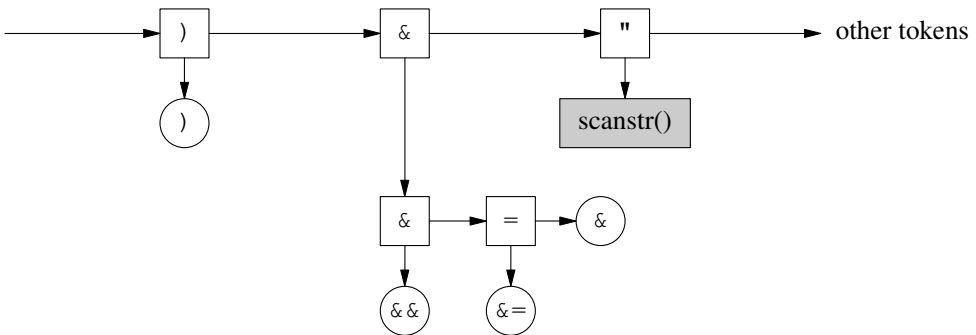 ) & " other tokens
) scanstr()
& = &
&& &=